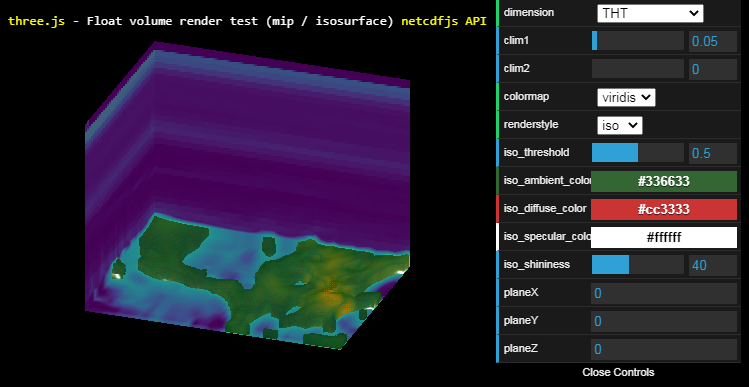 three.js - Float volume render test (mip / isosurface) netcdfjs API
dimension THT
clim1 0.05
clim2 0
colormap viridis
renderstyle iso
iso_threshold 0.5
iso_ambient_color #336633
iso_diffuse_color #cc3333
iso_specular_colo #ffffff
iso_shininess 40
planeX 0
planeY 0
planeZ 0
Close Controls